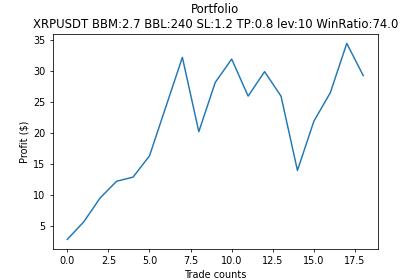 Portfolio
XRPUSDT BBM:2.7 BBL:240 SL:1.2 TP:0.8 lev:10 WinRatio:74.0
35
30
25
20
15
10
5
Profit ($)
0.0 2.5 5.0 7.5 10.0 12.5 15.0 17.5
Trade counts